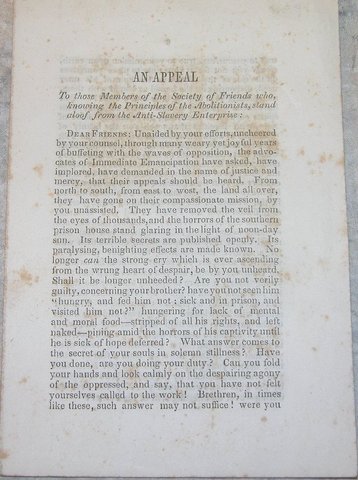 AN APPEAL
To those Members of the Society of Friends who,
knowing the Principles of the Abolitionists, stand
aloof from the Anti-Slavery Enterprise:
DEAR FRIENDS: Unaided by your efforts, uncheered
by your counsel, through many weary yet joyful years
of buffeting with the waves of opposition, the advo-
cates of Immediate Emancipation have asked, have
implored, have demanded in the name of justice and
mercy, that their appeals should be heard. From
north to south, from east to west, the land all over,
they have gone on their compassionate mission, by
you unassisted. They have removed the veil from
the eyes of thousands, and the horrors of the southern
prison house stand glaring in the light of noon-day
sun. Its terrible secrets are published openly. Its
paralysing, benighting effects are made known. No
longer can the strong cry which is ever ascending
from the wrung heart of despair, be by you unheard.
Shall it be longer unheeded? Are you not verily
guilty, concerning your brother? have you not seen him
"hungry, and fed him not; sick and in prison, and
visited him not?" hungering for lack of mental
and moral food—stripped of all his rights, and left
naked—pining amid the horrors of his captivity until
he is sick of hope deferred? What answer comes to
the secret of your souls in solemn stillness? Have
you done, are you doing your duty? Can you fold
your hands and look calmly on the despairing agony
of the oppressed, and say, that you have not felt
yourselves called to the work! Brethren, in times
like these, such answer may not suffice! were you